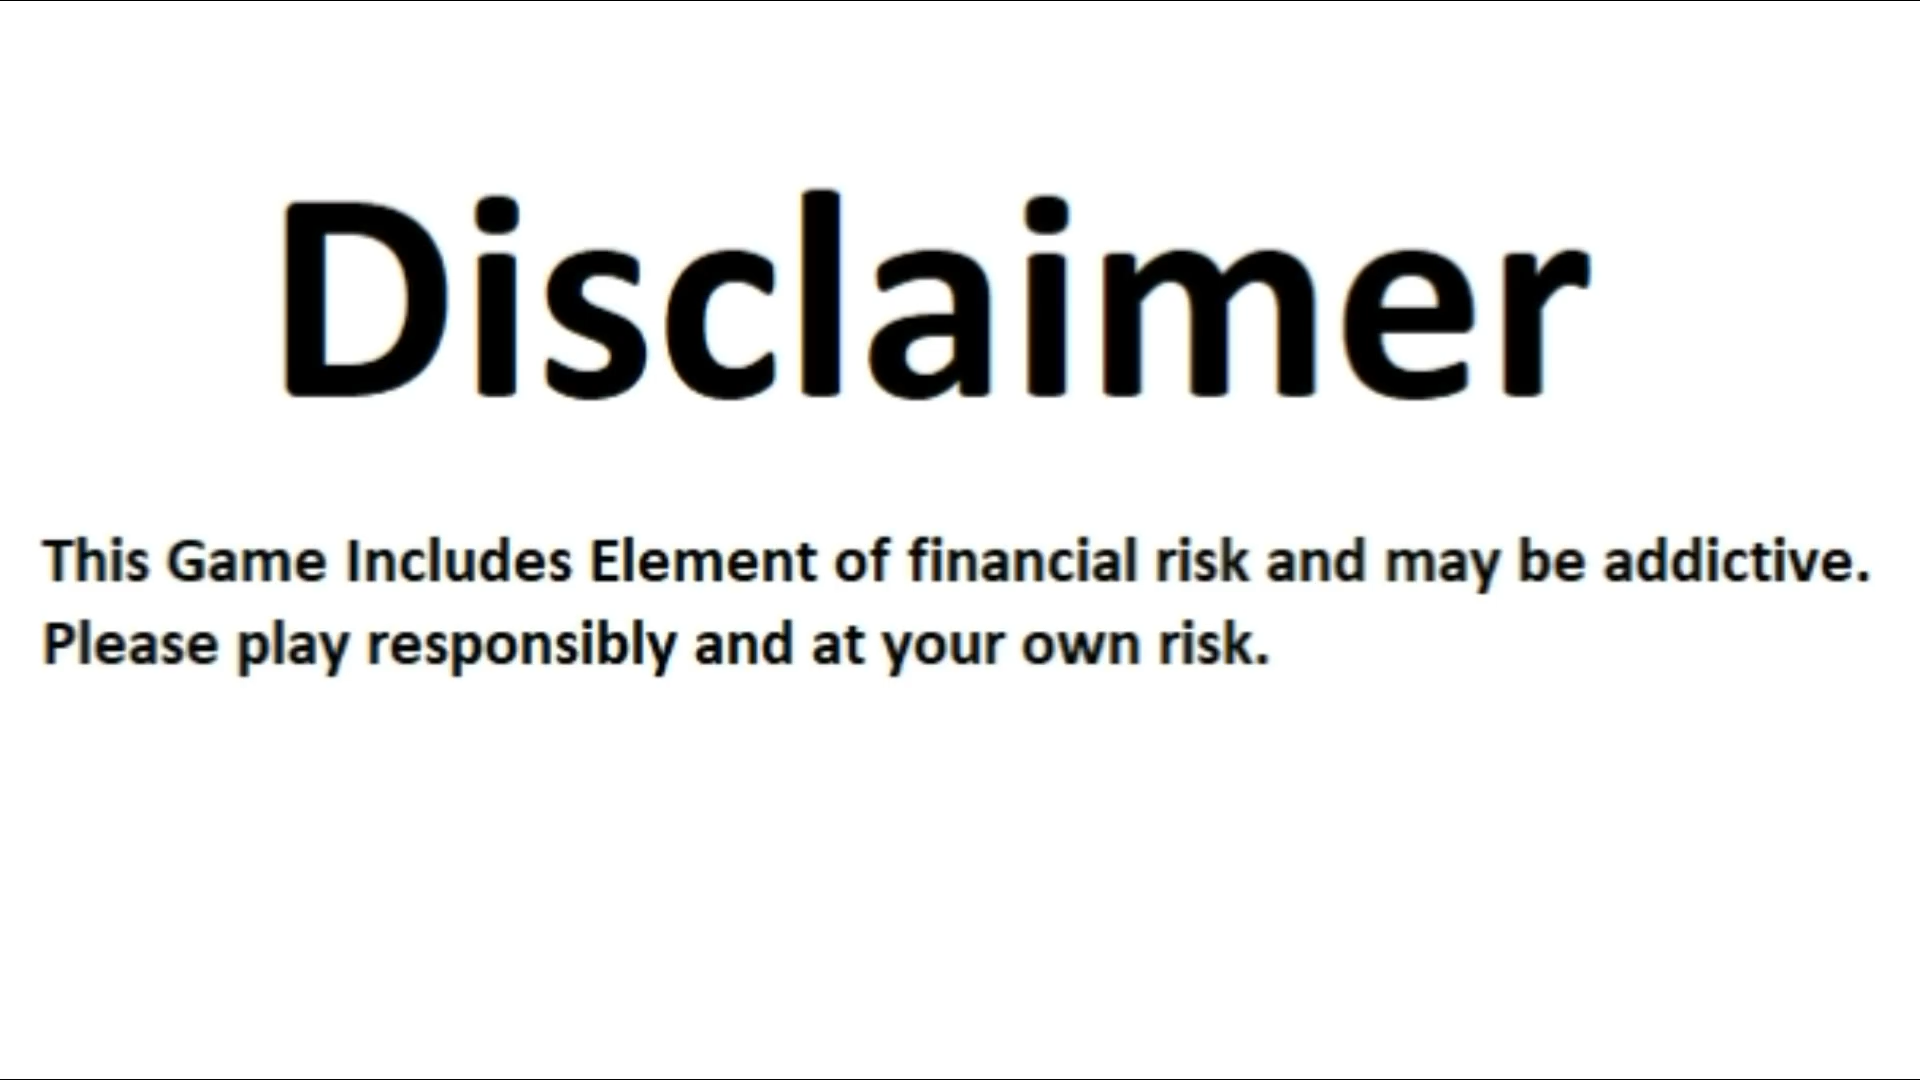 Disclaimer
This Game Includes Element of financial risk and may be addictive.
Please play responsibly and at your own risk.